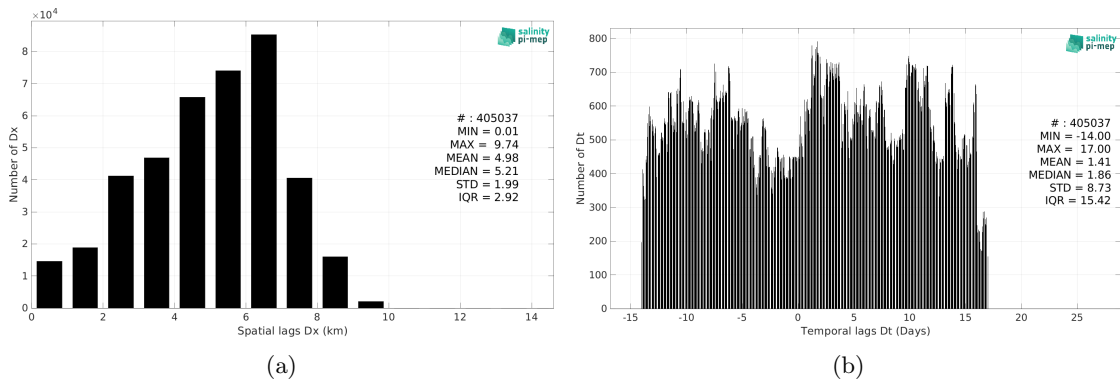 ×10⁴
8
7
6
5
4
3
2
1
0
Number of Dx
0 2 4 6 8 10 12 14
Spatial lags Dx (km)
salinity
pi-mep
# : 405037
MIN = 0.01
MAX = 9.74
MEAN = 4.98
MEDIAN = 5.21
STD = 1.99
IQR = 2.92
(a)
800
700
600
500
400
300
200
100
0
Number of Dt
-15 -10 -5 0 5 10 15 20 25
Temporal lags Dt (Days)
salinity
pi-mep
# : 405037
MIN = -14.00
MAX = 17.00
MEAN = 1.41
MEDIAN = 1.86
STD = 8.73
IQR = 15.42
(b)